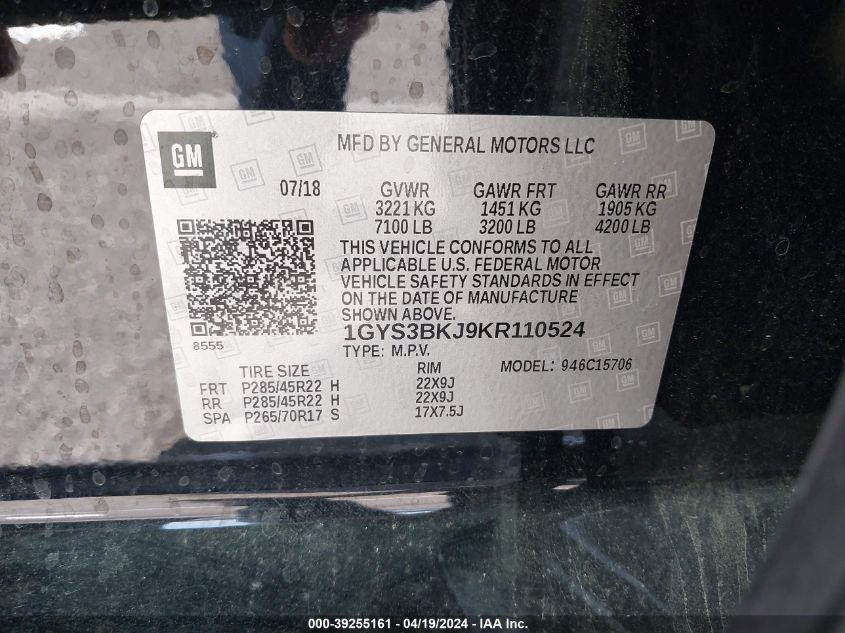 GM
MFD BY GENERAL MOTORS LLC
07/18 GVWR GAWR FRT GAWR RR
3221 KG 1451 KG 1905 KG
7100 LB 3200 LB 4200 LB
THIS VEHICLE CONFORMS TO ALL
APPLICABLE U.S. FEDERAL MOTOR
VEHICLE SAFETY STANDARDS IN EFFECT
ON THE DATE OF MANUFACTURE
SHOWN ABOVE.
8555
1GYS3BKJ9KR110524
TYPE: M.P.V. MODEL: 946C15706
TIRE SIZE RIM
FRT P285/45R22 H 22X9J
RR P285/45R22 H 22X9J
SPA P265/70R17 S 17X7.5J
000-39255161 - 04/19/2024 - IAA Inc.